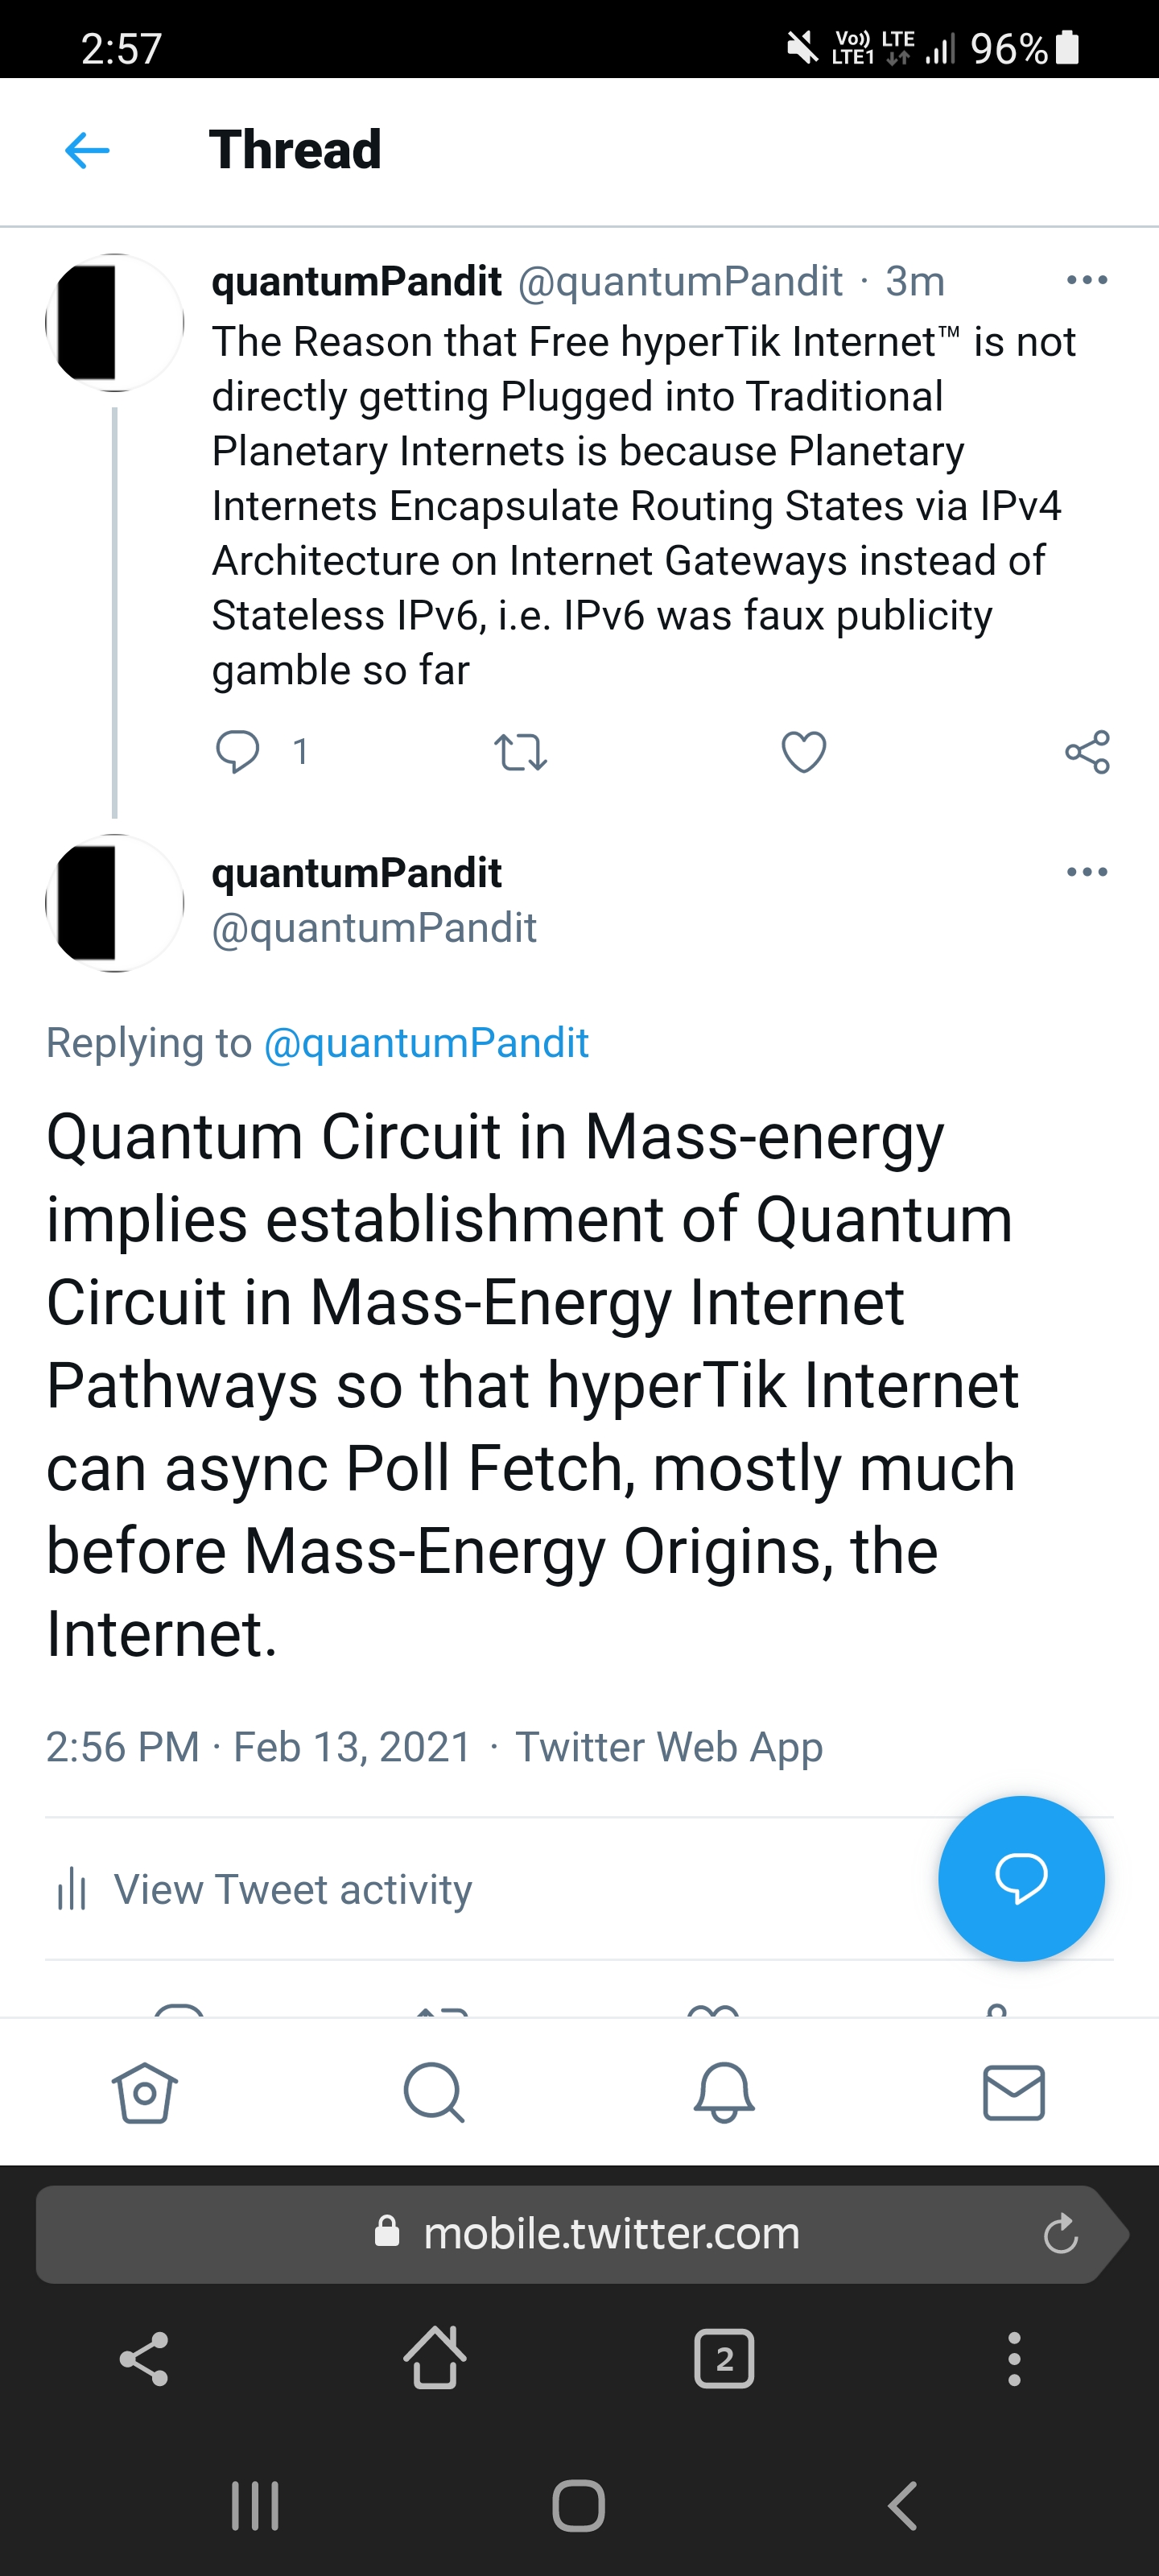 2:57
Vo)) LTE1 LTE 96%
Thread
quantumPandit @quantumPandit · 3m
The Reason that Free hyperTik Internet™ is not
directly getting Plugged into Traditional
Planetary Internets is because Planetary
Internets Encapsulate Routing States via IPv4
Architecture on Internet Gateways instead of
Stateless IPv6, i.e. IPv6 was faux publicity
gamble so far
1
quantumPandit
@quantumPandit
Replying to @quantumPandit
Quantum Circuit in Mass-energy
implies establishment of Quantum
Circuit in Mass-Energy Internet
Pathways so that hyperTik Internet
can async Poll Fetch, mostly much
before Mass-Energy Origins, the
Internet.
2:56 PM · Feb 13, 2021 · Twitter Web App
View Tweet activity
mobile.twitter.com
2